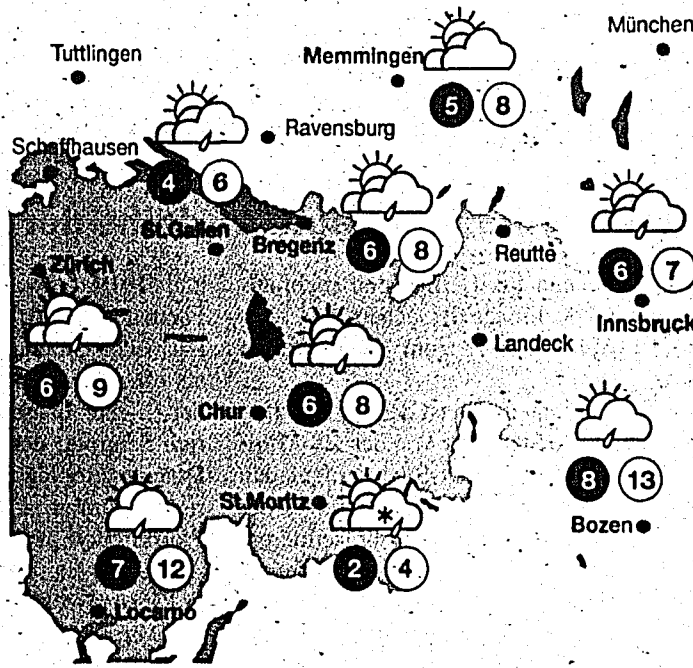 München
Tuttlingen
Memmingen
5 8
Ravensburg
Schaffhausen
4 6
St.Gallen
Bregenz
6 8
Reutte
6 7
Innsbruck
Zürich
6 9
Landeck
Chur
6 8
8 13
Bozen
St.Moritz
*
2 4
7 12
Locarno